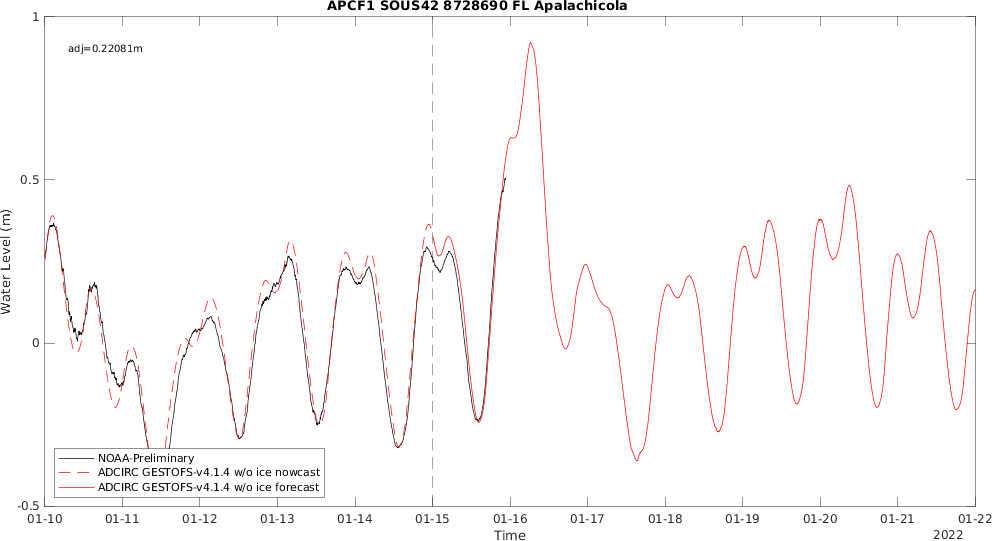 APCF1 SOUS42 8728690 FL Apalachicola
adj=0.22081m
1
0.5
0
-0.5
Water Level (m)
NOAA-Preliminary
ADCIRC GESTOFS-v4.1.4 w/o ice nowcast
ADCIRC GESTOFS-v4.1.4 w/o ice forecast
01-10 01-11 01-12 01-13 01-14 01-15 01-16 01-17 01-18 01-19 01-20 01-21 01-22
Time
2022